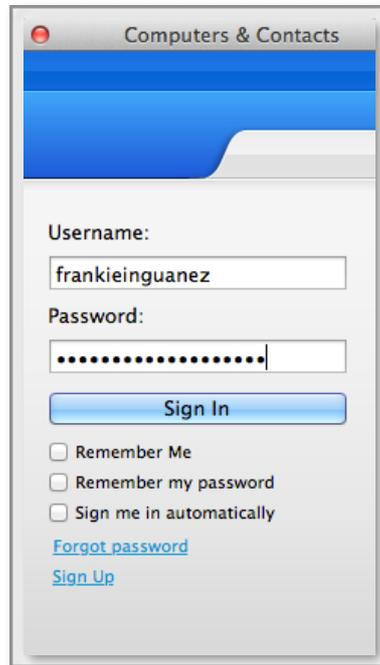 Computers & Contacts
Username:
frankieinguanez
Password:
•••••••••••••••••••
Sign In
Remember Me
Remember my password
Sign me in automatically
Forgot password
Sign Up